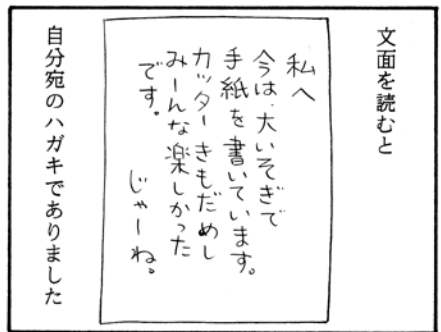 文面を読むと
私へ
今は、大いそぎで
手紙を書いています。
カッターきもだめし
みーんな楽しかった
です。
じゃーね。
自分宛のハガキでありました